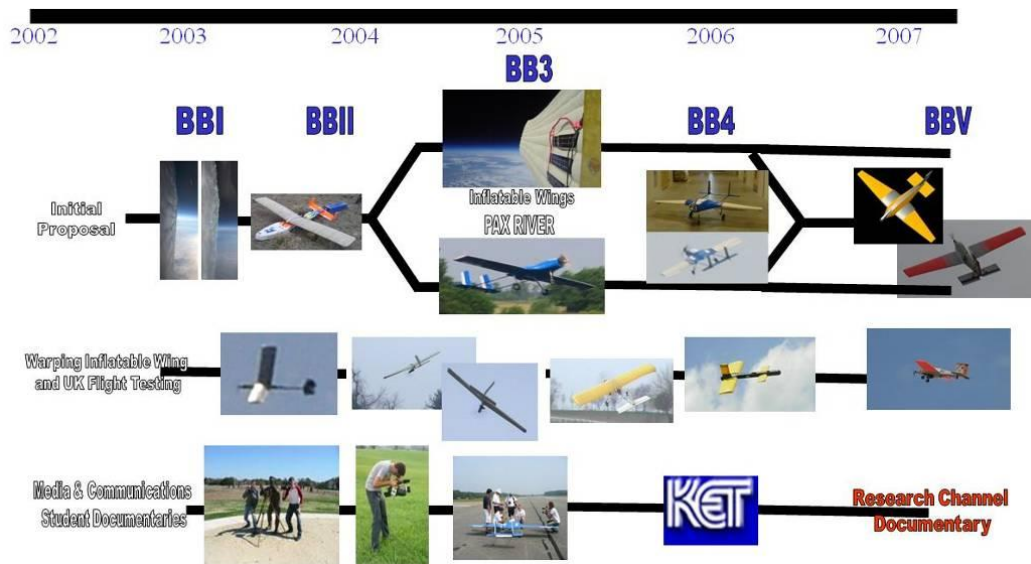 2002 2003 2004 2005 2006 2007
BBI
BBII
BB3
BB4
BBV
Initial
Proposal
Inflatable Wings
PAX RIVER
Warping Inflatable Wing
and UK Flight Testing
Media & Communications
Student Documentaries
KET
Research Channel
Documentary